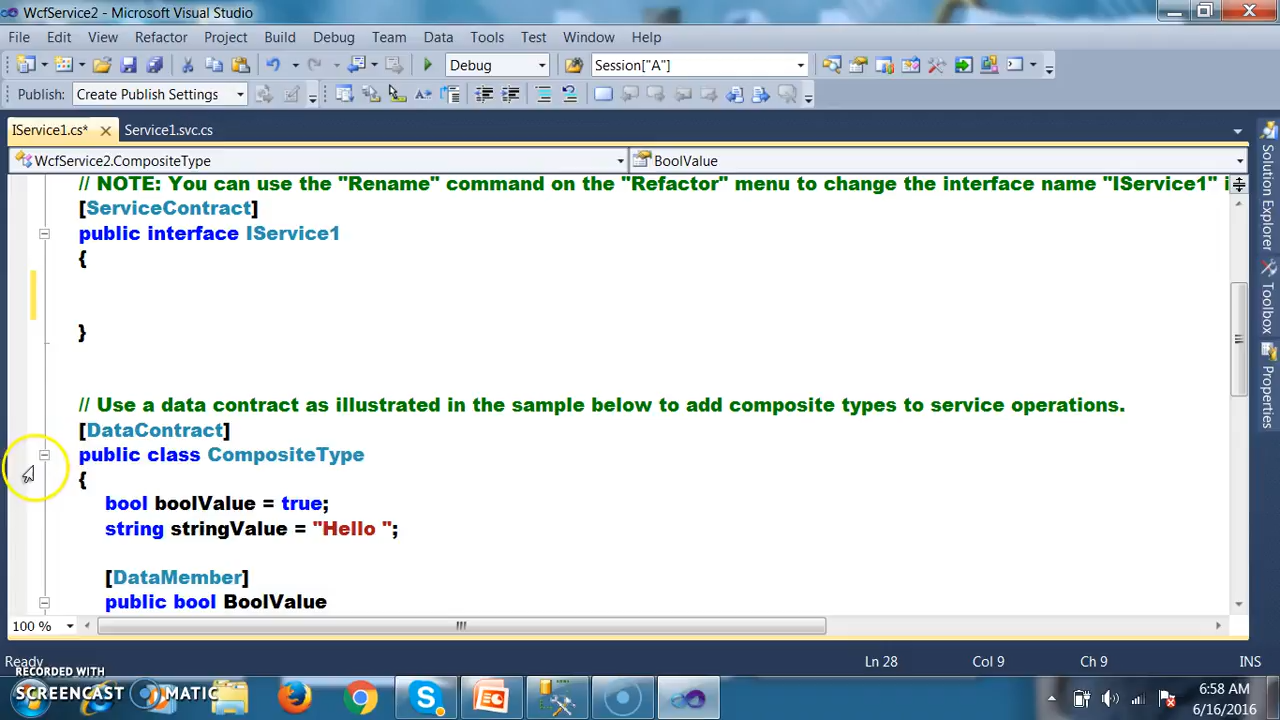 WcfService2 - Microsoft Visual Studio
File Edit View Refactor Project Build Debug Team Data Tools Test Window Help
Debug Session["A"]
Publish: Create Publish Settings
IService1.cs* Service1.svc.cs
WcfService2.CompositeType BoolValue
// NOTE: You can use the "Rename" command on the "Refactor" menu to change the interface name "IService1" i
[ServiceContract]
public interface IService1
{
}
// Use a data contract as illustrated in the sample below to add composite types to service operations.
[DataContract]
public class CompositeType
{
bool boolValue = true;
string stringValue = "Hello ";
[DataMember]
public bool BoolValue
100 %
Solution Explorer
Toolbox
Properties
Ready Ln 28 Col 9 Ch 9 INS
RECORDED WITH
SCREENCAST MATIC
6:58 AM
6/16/2016